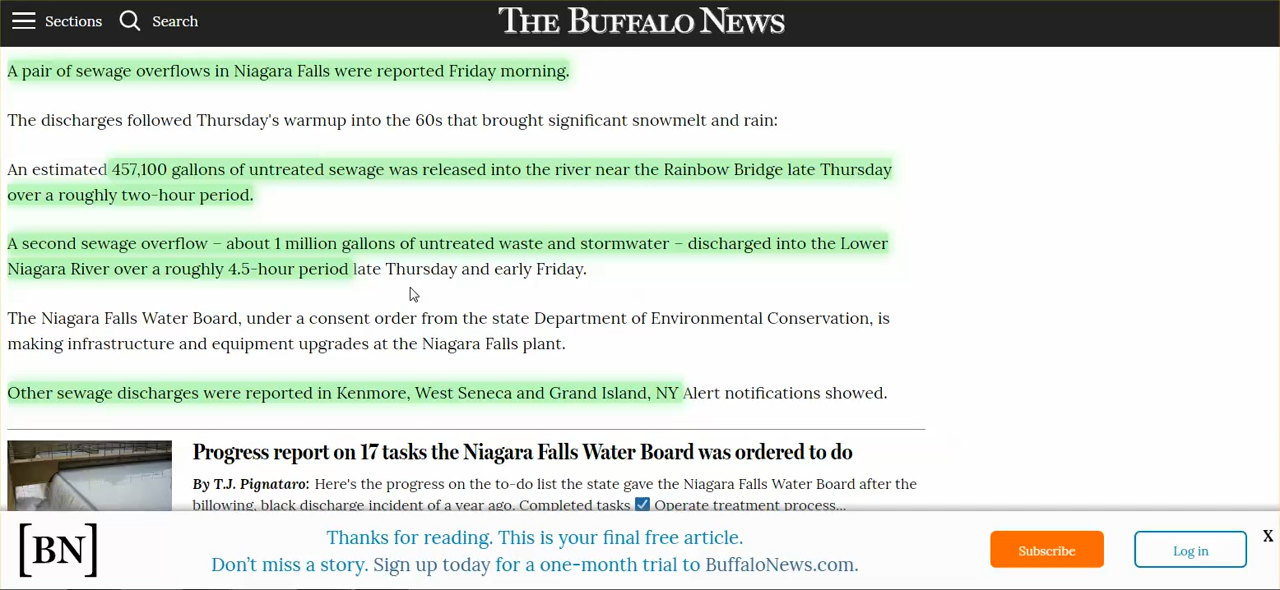 Sections Search THE BUFFALO NEWS
A pair of sewage overflows in Niagara Falls were reported Friday morning.
The discharges followed Thursday's warmup into the 60s that brought significant snowmelt and rain:
An estimated 457,100 gallons of untreated sewage was released into the river near the Rainbow Bridge late Thursday
over a roughly two-hour period.
A second sewage overflow – about 1 million gallons of untreated waste and stormwater – discharged into the Lower
Niagara River over a roughly 4.5-hour period late Thursday and early Friday.
The Niagara Falls Water Board, under a consent order from the state Department of Environmental Conservation, is
making infrastructure and equipment upgrades at the Niagara Falls plant.
Other sewage discharges were reported in Kenmore, West Seneca and Grand Island, NY Alert notifications showed.
Progress report on 17 tasks the Niagara Falls Water Board was ordered to do
By T.J. Pignataro: Here's the progress on the to-do list the state gave the Niagara Falls Water Board after the
billowing, black discharge incident of a year ago. Completed tasks ☑ Operate treatment process...
[BN]
Thanks for reading. This is your final free article.
Don't miss a story. Sign up today for a one-month trial to BuffaloNews.com.
Subscribe
Log in
X